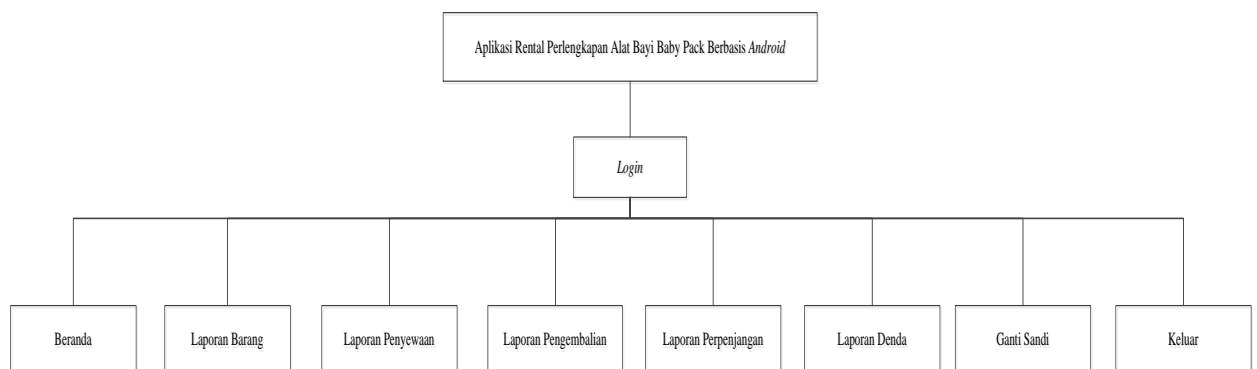 Aplikasi Rental Perlengkapan Alat Bayi Baby Pack Berbasis Android
Login
Beranda
Laporan Barang
Laporan Penyewaan
Laporan Pengembalian
Laporan Perpenjangan
Laporan Denda
Ganti Sandi
Keluar